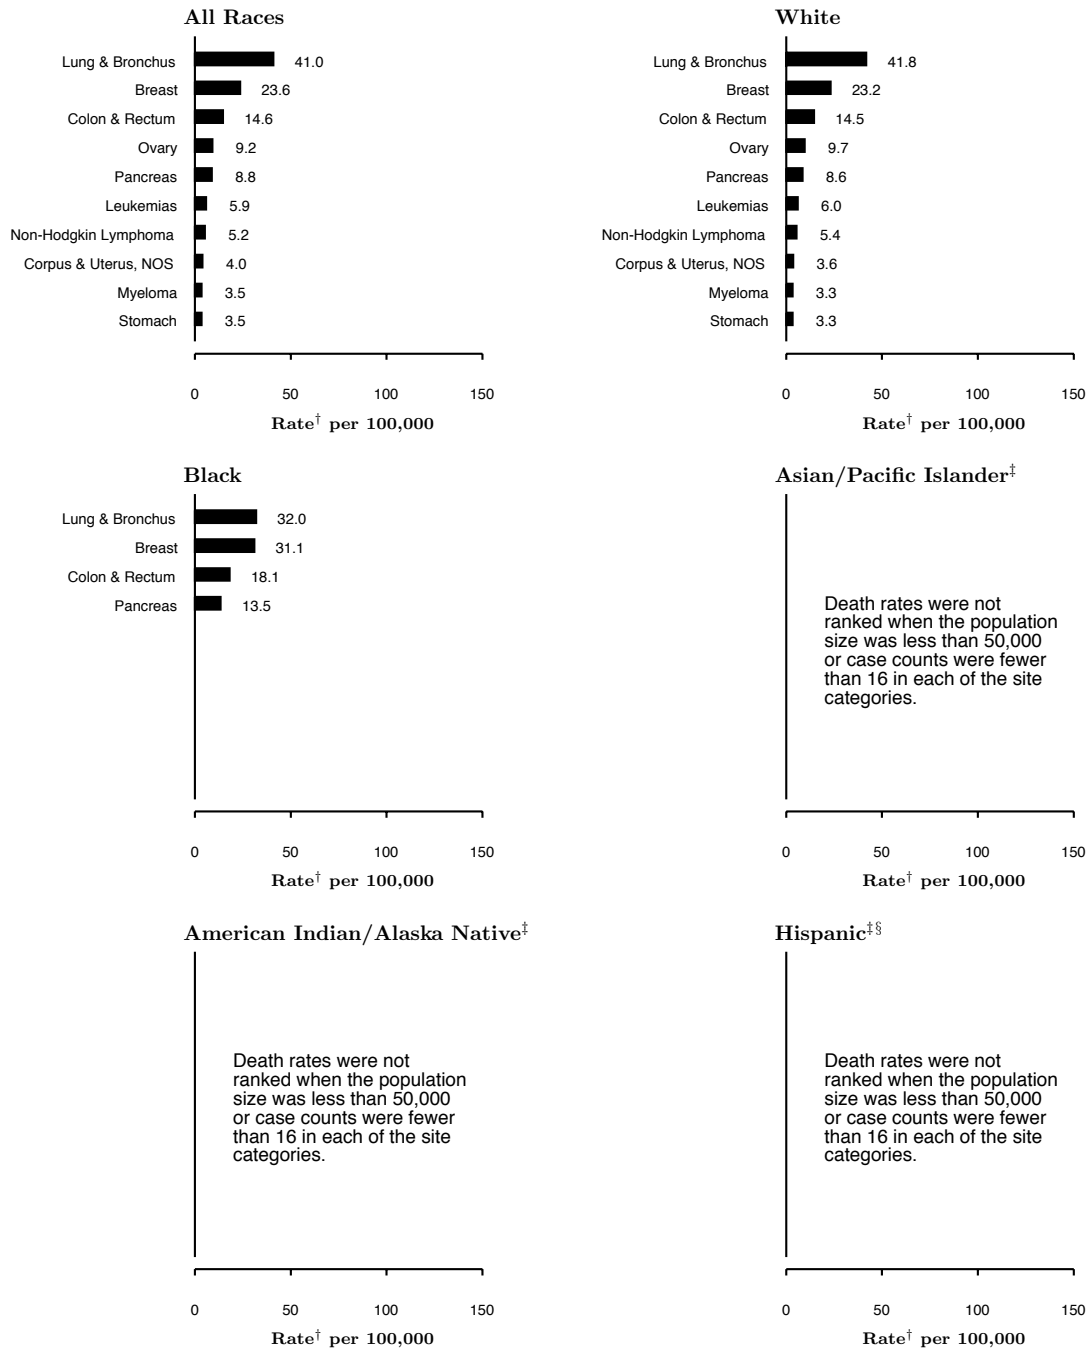 All Races
Lung & Bronchus 41.0
Breast 23.6
Colon & Rectum 14.6
Ovary 9.2
Pancreas 8.8
Leukemias 5.9
Non-Hodgkin Lymphoma 5.2
Corpus & Uterus, NOS 4.0
Myeloma 3.5
Stomach 3.5
0 50 100 150
Rate† per 100,000
White
Lung & Bronchus 41.8
Breast 23.2
Colon & Rectum 14.5
Ovary 9.7
Pancreas 8.6
Leukemias 6.0
Non-Hodgkin Lymphoma 5.4
Corpus & Uterus, NOS 3.6
Myeloma 3.3
Stomach 3.3
0 50 100 150
Rate† per 100,000
Black
Lung & Bronchus 32.0
Breast 31.1
Colon & Rectum 18.1
Pancreas 13.5
0 50 100 150
Rate† per 100,000
Asian/Pacific Islander‡
Death rates were not
ranked when the population
size was less than 50,000
or case counts were fewer
than 16 in each of the site
categories.
0 50 100 150
Rate† per 100,000
American Indian/Alaska Native‡
Death rates were not
ranked when the population
size was less than 50,000
or case counts were fewer
than 16 in each of the site
categories.
0 50 100 150
Rate† per 100,000
Hispanic‡§
Death rates were not
ranked when the population
size was less than 50,000
or case counts were fewer
than 16 in each of the site
categories.
0 50 100 150
Rate† per 100,000